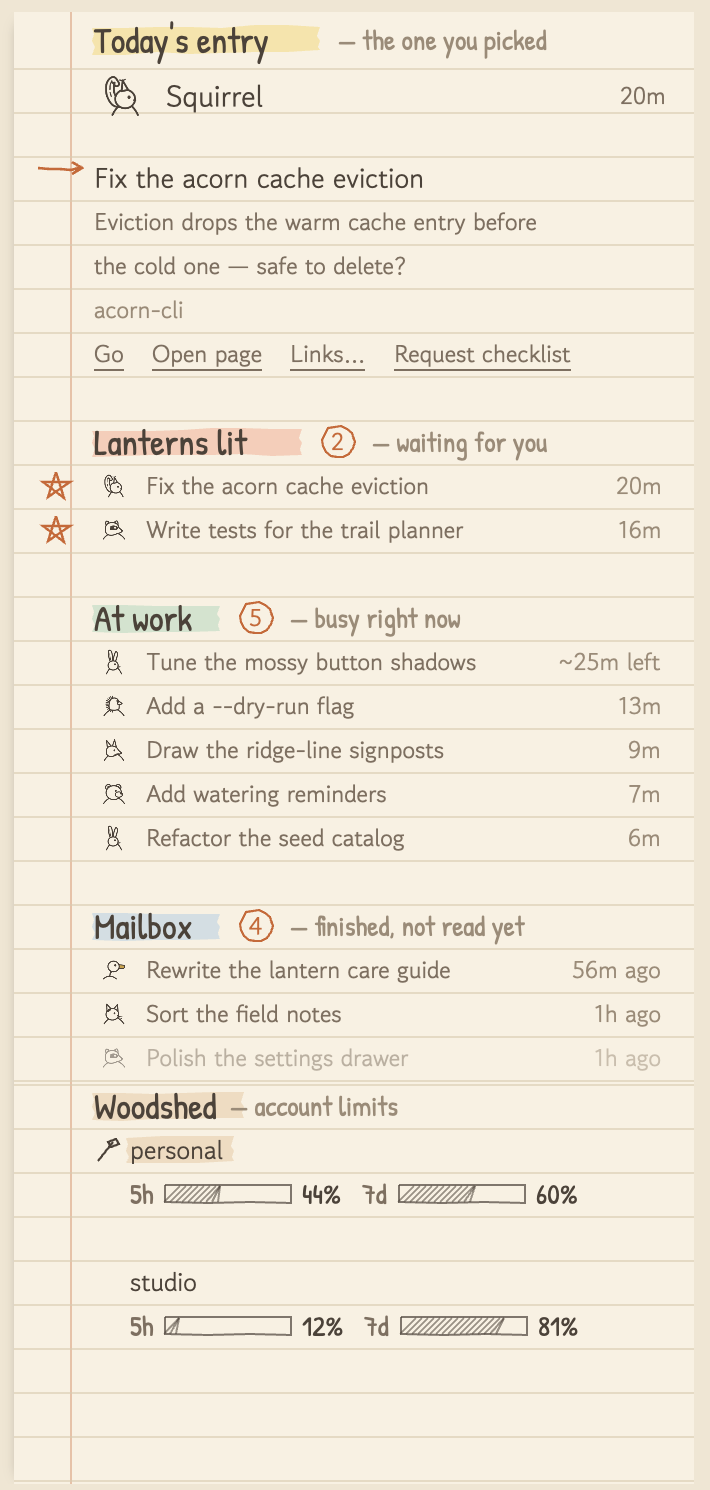 Today's entry — the one you picked
Squirrel 20m
Fix the acorn cache eviction
Eviction drops the warm cache entry before
the cold one — safe to delete?
acorn-cli
Go Open page Links... Request checklist
Lanterns lit 2 — waiting for you
Fix the acorn cache eviction 20m
Write tests for the trail planner 16m
At work 5 — busy right now
Tune the mossy button shadows ~25m left
Add a --dry-run flag 13m
Draw the ridge-line signposts 9m
Add watering reminders 7m
Refactor the seed catalog 6m
Mailbox 4 — finished, not read yet
Rewrite the lantern care guide 56m ago
Sort the field notes 1h ago
Polish the settings drawer 1h ago
Woodshed — account limits
personal
5h 44% 7d 60%
studio
5h 12% 7d 81%